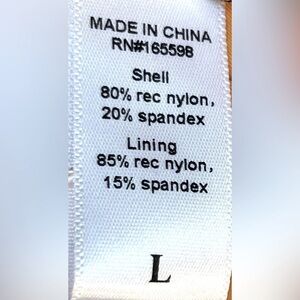 MADE IN CHINA
RN#165598
Shell
80% rec nylon,
20% spandex
Lining
85% rec nylon,
15% spandex
L